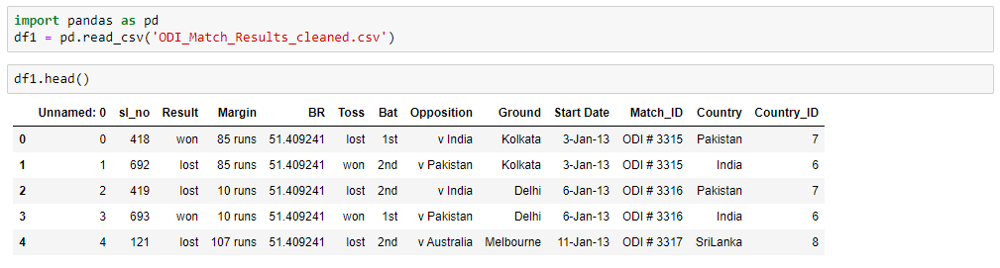 import pandas as pd
df1 = pd.read_csv('ODI_Match_Results_cleaned.csv')
df1.head()
Unnamed: 0 sl_no Result Margin BR Toss Bat Opposition Ground Start Date Match_ID Country Country_ID
0 0 418 won 85 runs 51.409241 lost 1st v India Kolkata 3-Jan-13 ODI # 3315 Pakistan 7
1 1 692 lost 85 runs 51.409241 won 2nd v Pakistan Kolkata 3-Jan-13 ODI # 3315 India 6
2 2 419 lost 10 runs 51.409241 lost 2nd v India Delhi 6-Jan-13 ODI # 3316 Pakistan 7
3 3 693 won 10 runs 51.409241 won 1st v Pakistan Delhi 6-Jan-13 ODI # 3316 India 6
4 4 121 lost 107 runs 51.409241 lost 2nd v Australia Melbourne 11-Jan-13 ODI # 3317 SriLanka 8